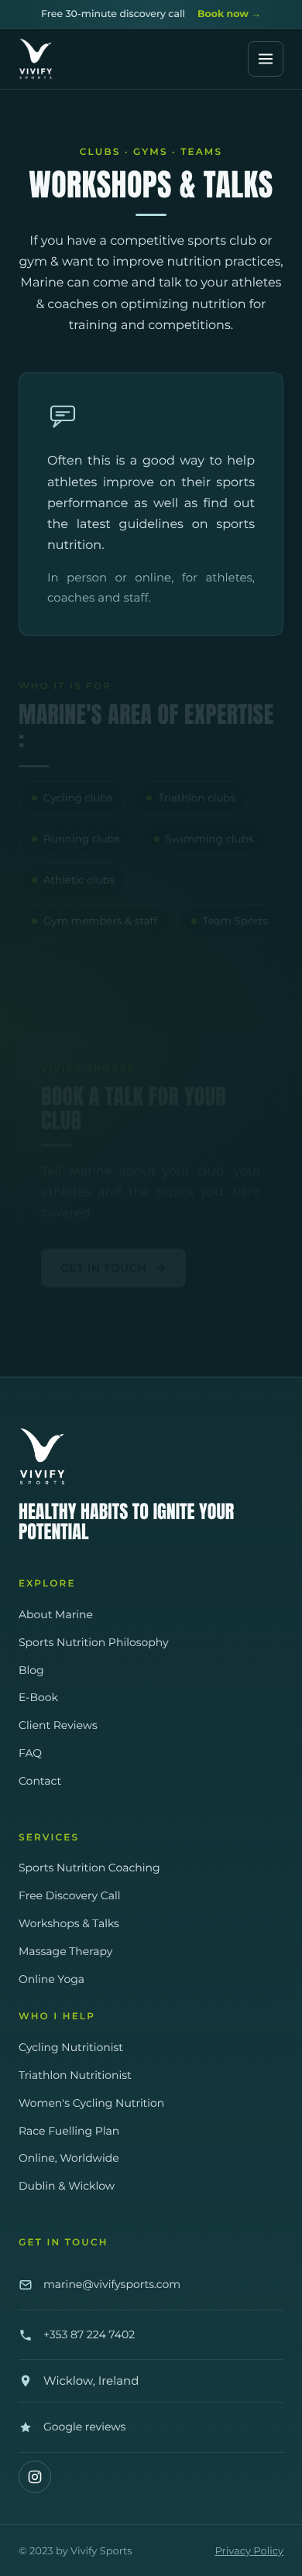 Free 30-minute discovery call Book now →
VIVIFY
SPORTS
CLUBS • GYMS • TEAMS
WORKSHOPS & TALKS
If you have a competitive sports club or
gym & want to improve nutrition practices,
Marine can come and talk to your athletes
& coaches on optimizing nutrition for
training and competitions.
Often this is a good way to help
athletes improve on their sports
performance as well as find out
the latest guidelines on sports
nutrition.
In person or online, for athletes,
coaches and staff.
WHO IT IS FOR
MARINE'S AREA OF EXPERTISE
:
Cycling clubs
Triathlon clubs
Running clubs
Swimming clubs
Athletic clubs
Gym members & staff
Team Sports
VIVIFY SPORTS
BOOK A TALK FOR YOUR
CLUB
Tell Marine about your club, your
athletes and the topics you want
covered.
GET IN TOUCH →
VIVIFY
SPORTS
HEALTHY HABITS TO IGNITE YOUR
POTENTIAL
EXPLORE
About Marine
Sports Nutrition Philosophy
Blog
E-Book
Client Reviews
FAQ
Contact
SERVICES
Sports Nutrition Coaching
Free Discovery Call
Workshops & Talks
Massage Therapy
Online Yoga
WHO I HELP
Cycling Nutritionist
Triathlon Nutritionist
Women's Cycling Nutrition
Race Fuelling Plan
Online, Worldwide
Dublin & Wicklow
GET IN TOUCH
marine@vivifysports.com
+353 87 224 7402
Wicklow, Ireland
Google reviews
© 2023 by Vivify Sports
Privacy Policy